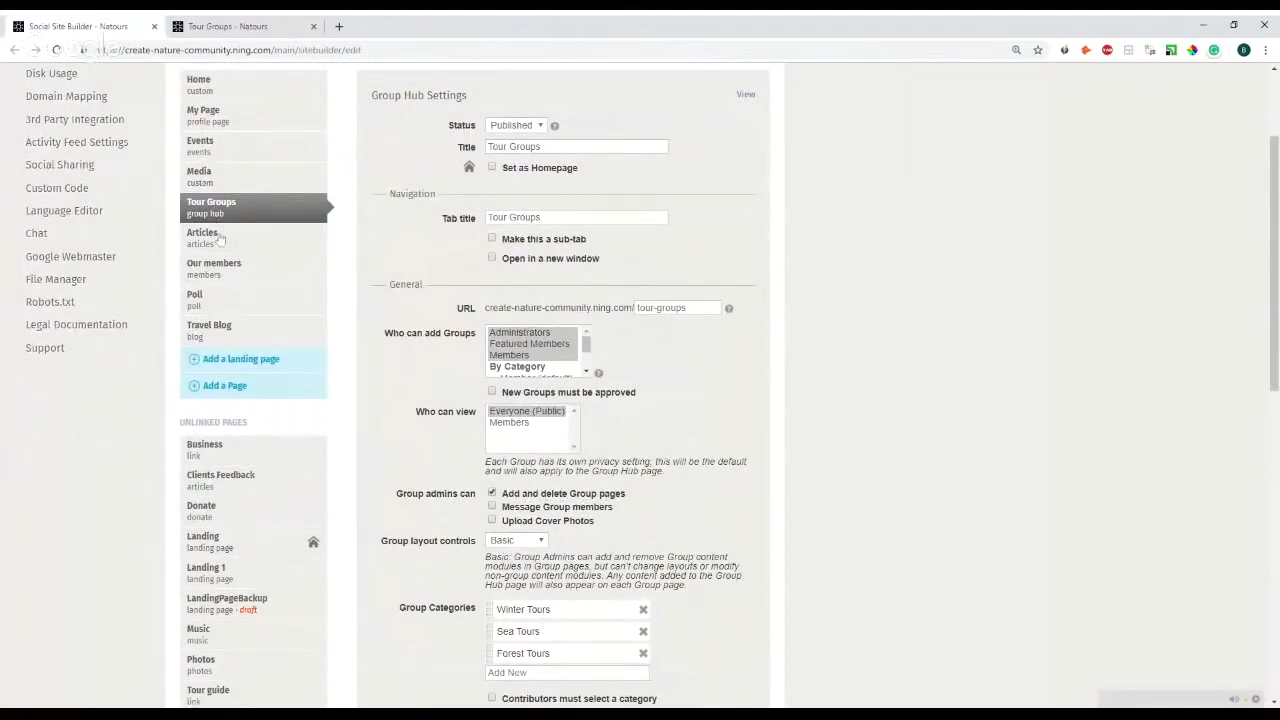 Social Site Builder - Natours
Tour Groups - Natours
//create-nature-community.ning.com/main/sitebuilder/edit
Disk Usage
Domain Mapping
3rd Party Integration
Activity Feed Settings
Social Sharing
Custom Code
Language Editor
Chat
Google Webmaster
File Manager
Robots.txt
Legal Documentation
Support
Home
custom
My Page
profile page
Events
events
Media
custom
Tour Groups
group hub
Articles
articles
Our members
members
Poll
poll
Travel Blog
blog
Add a landing page
Add a Page
UNLINKED PAGES
Business
link
Clients Feedback
articles
Donate
donate
Landing
landing page
Landing 1
landing page
LandingPageBackup
landing page - draft
Music
music
Photos
photos
Tour guide
link
Group Hub Settings
View
Status Published
Title Tour Groups
Set as Homepage
Navigation
Tab title Tour Groups
Make this a sub-tab
Open in a new window
General
URL create-nature-community.ning.com/ tour-groups
Who can add Groups Administrators
Featured Members
Members
By Category
New Groups must be approved
Who can view Everyone (Public)
Members
Each Group has its own privacy setting; this will be the default
and will also apply to the Group Hub page.
Group admins can Add and delete Group pages
Message Group members
Upload Cover Photos
Group layout controls Basic
Basic: Group Admins can add and remove Group content
modules in Group pages, but can't change layouts or modify
non-group content modules. Any content added to the Group
Hub page will also appear on each Group page.
Group Categories Winter Tours
Sea Tours
Forest Tours
Add New
Contributors must select a category